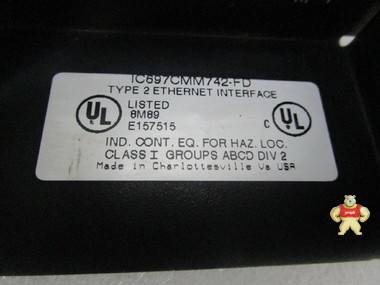 IC697CMM742-FD
TYPE 2 ETHERNET INTERFACE
UL LISTED C UL
8M89
E157515
IND. CONT. EQ. FOR HAZ. LOC.
CLASS I GROUPS ABCD DIV 2
Made in Charlottesville Va USA